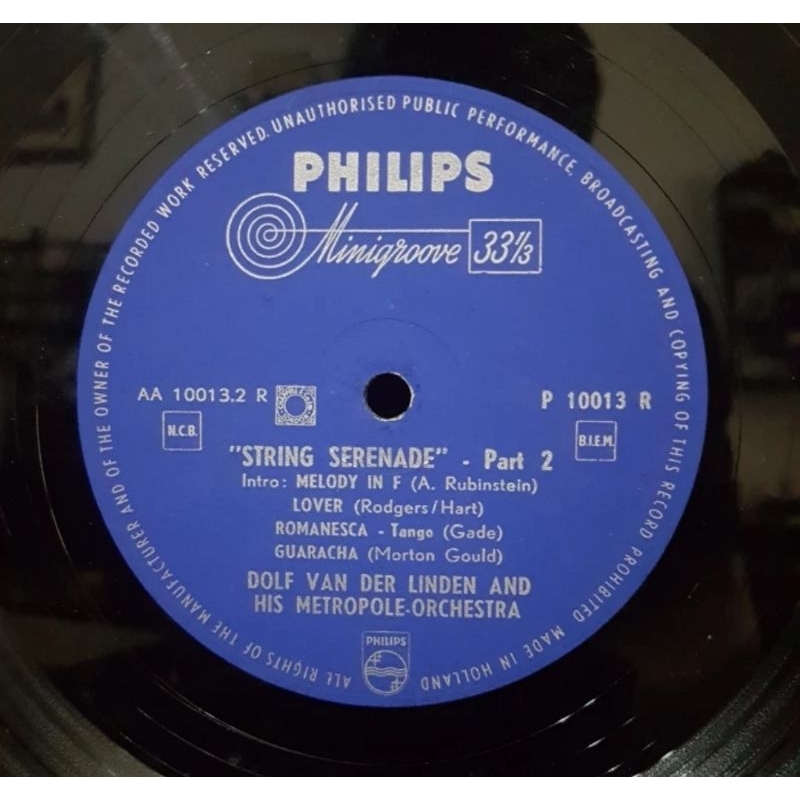 ALL RIGHTS OF THE MANUFACTURER AND OF THE OWNER OF THE RECORDED WORK RESERVED. UNAUTHORISED PUBLIC PERFORMANCE, BROADCASTING AND COPYING OF THIS RECORD PROHIBITED MADE IN HOLLAND
PHILIPS
Minigroove 33⅓
AA 10013.2 R
P 10013 R
N.C.B.
B.I.E.M.
"STRING SERENADE" - Part 2
Intro: MELODY IN F (A. Rubinstein)
LOVER (Rodgers/Hart)
ROMANESCA - Tango (Gade)
GUARACHA (Morton Gould)
DOLF VAN DER LINDEN AND
HIS METROPOLE-ORCHESTRA
PHILIPS